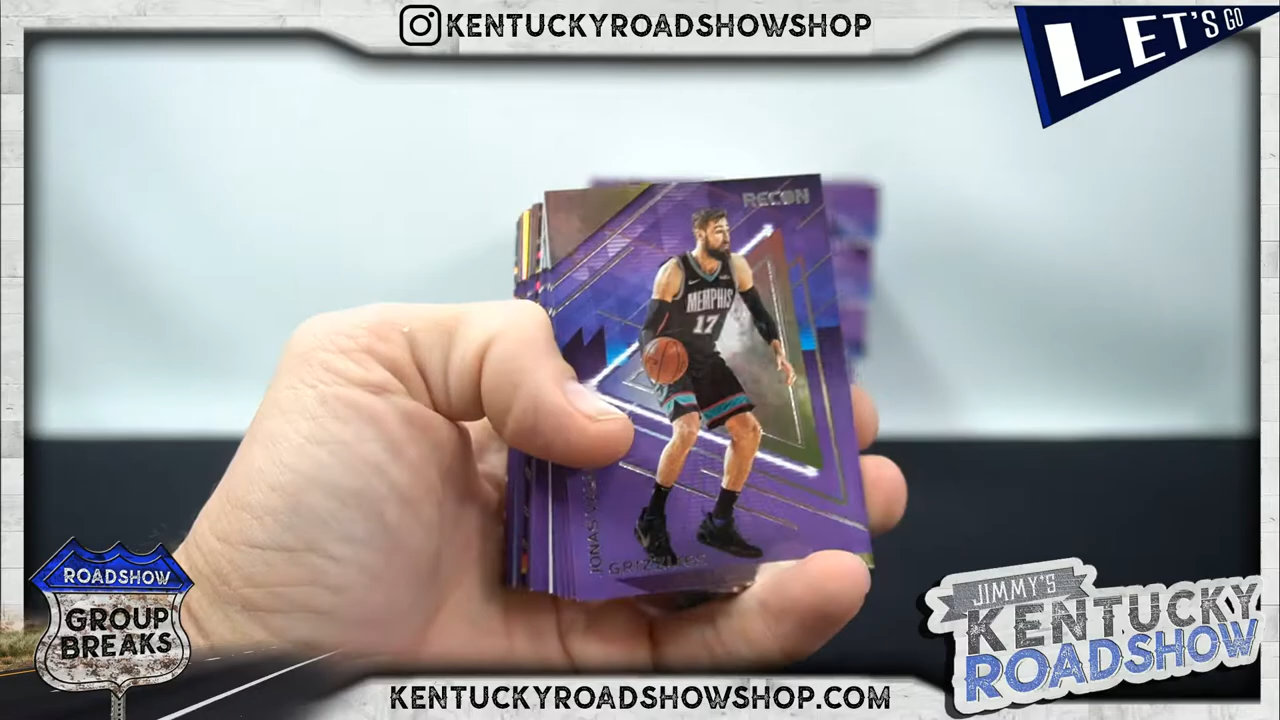 KENTUCKYROADSHOWSHOP
LET'S GO
RECON
MEMPHIS
17
JONAS
GRIZZLIES
ROADSHOW
GROUP
BREAKS
JIMMY'S
KENTUCKY
ROADSHOW
KENTUCKYROADSHOWSHOP.COM